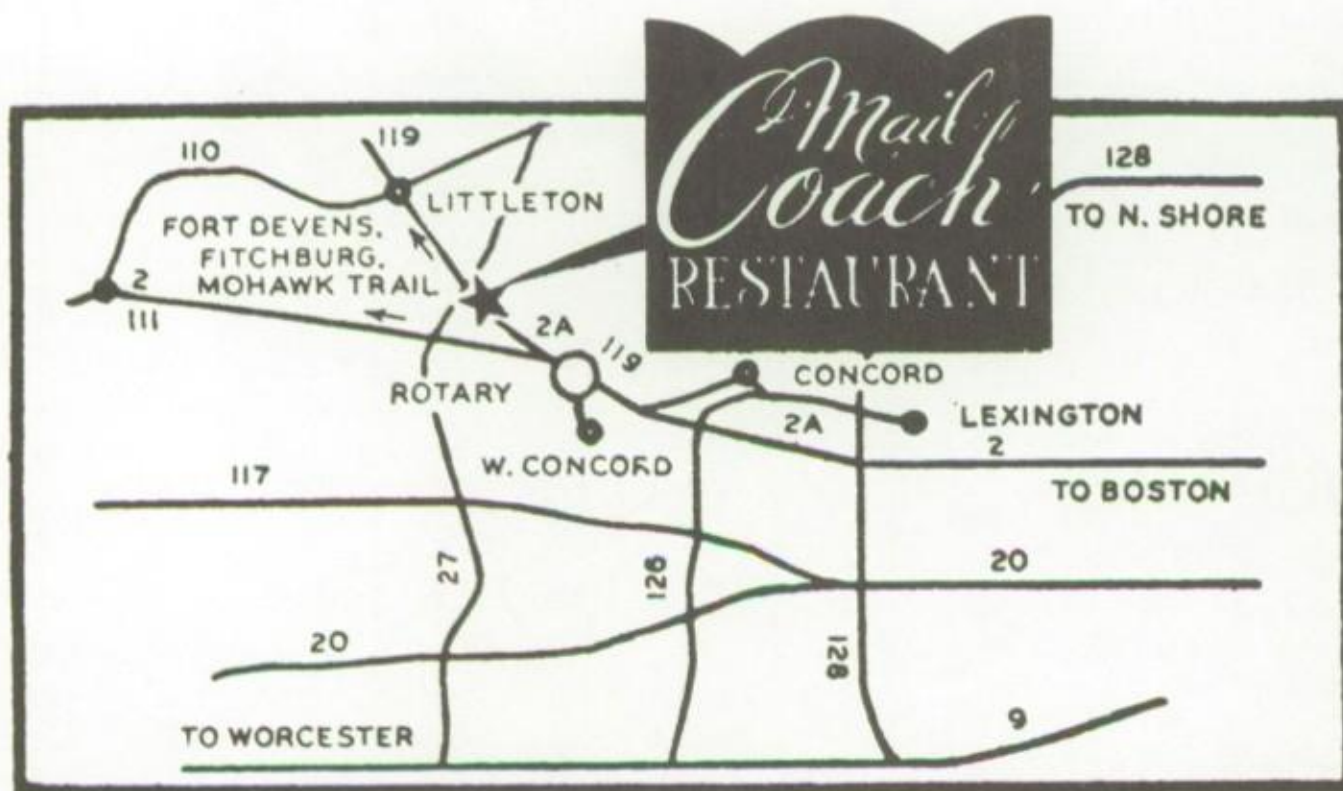 Mail
Coach
RESTAURANT
119
110
128
LITTLETON
TO N. SHORE
FORT DEVENS,
FITCHBURG,
MOHAWK TRAIL
2
111
2A
119
CONCORD
ROTARY
LEXINGTON
2A
2
W. CONCORD
117
TO BOSTON
27
126
20
20
128
TO WORCESTER
9